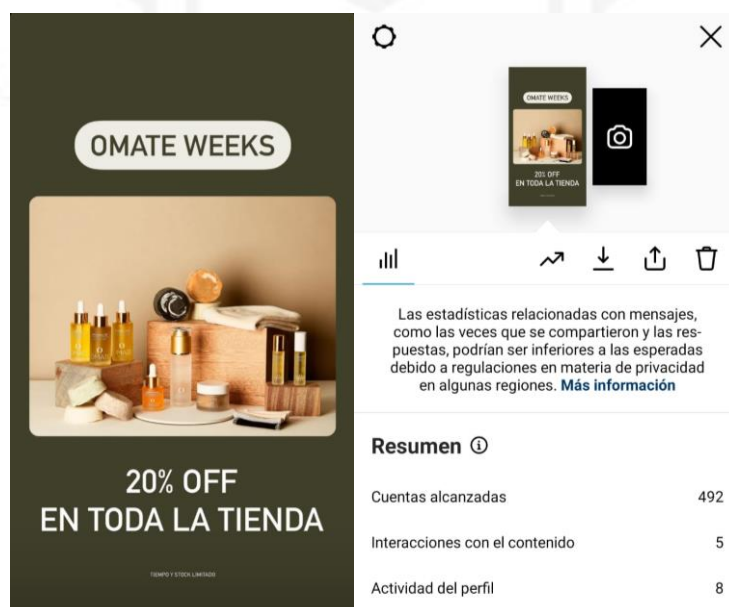 OMATE WEEKS
20% OFF
EN TODA LA TIENDA
TIEMPO Y STOCK LIMITADO
OMATE WEEKS
20% OFF
EN TODA LA TIENDA
Las estadísticas relacionadas con mensajes,
como las veces que se compartieron y las res-
puestas, podrían ser inferiores a las esperadas
debido a regulaciones en materia de privacidad
en algunas regiones. Más información
Resumen
Cuentas alcanzadas 492
Interacciones con el contenido 5
Actividad del perfil 8